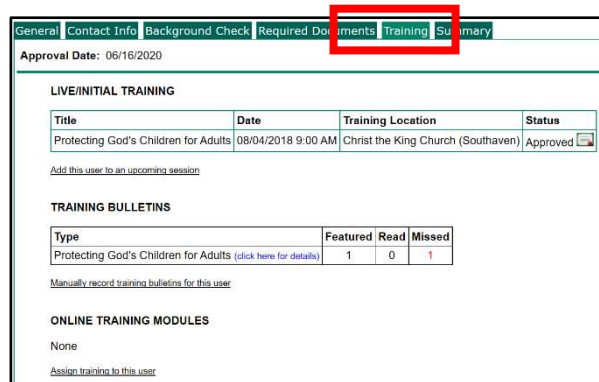 General Contact Info Background Check Required Documents Training Summary
Approval Date: 06/16/2020
LIVE/INITIAL TRAINING
Title Date Training Location Status
Protecting God's Children for Adults 08/04/2018 9:00 AM Christ the King Church (Southaven) Approved
Add this user to an upcoming session
TRAINING BULLETINS
Type Featured Read Missed
Protecting God's Children for Adults (click here for details) 1 0 1
Manually record training bulletins for this user
ONLINE TRAINING MODULES
None
Assign training to this user